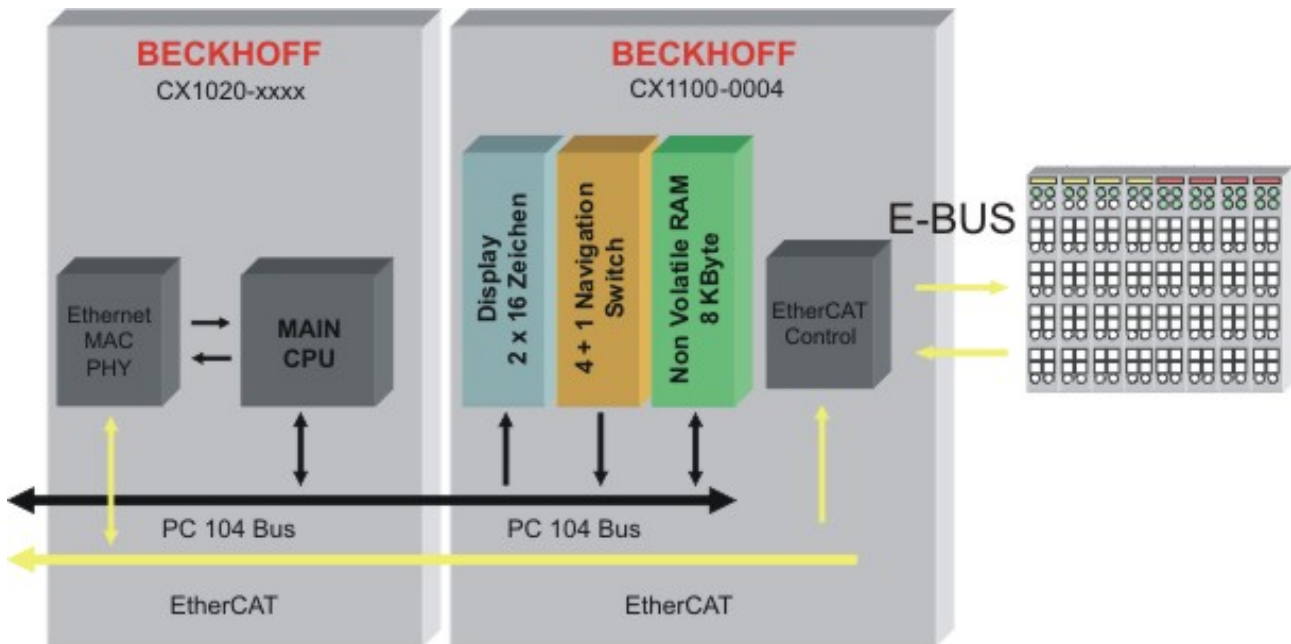 BECKHOFF
CX1020-xxxx
Ethernet
MAC
PHY
MAIN
CPU
PC 104 Bus
EtherCAT
BECKHOFF
CX1100-0004
Display
2 x 16 Zeichen
4 + 1 Navigation
Switch
Non Volatile RAM
8 KByte
EtherCAT
Control
PC 104 Bus
EtherCAT
E-BUS